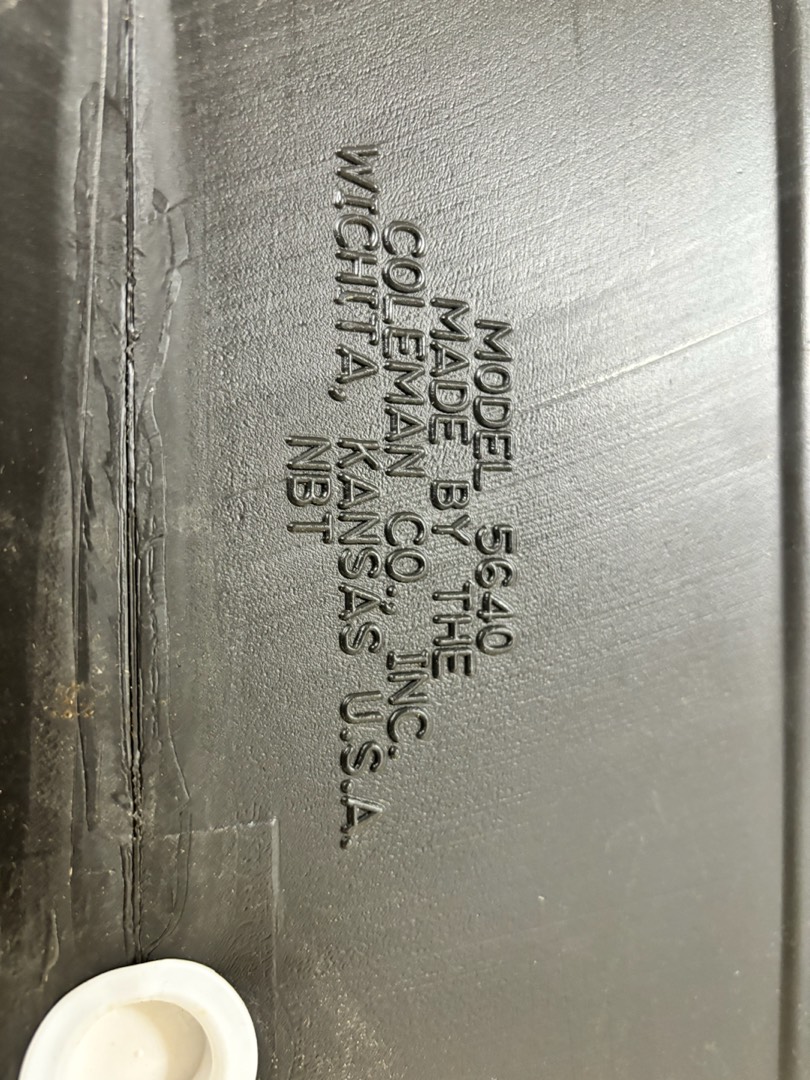 MODEL 5640
MADE BY THE
COLEMAN CO., INC.
WICHITA, KANSAS U.S.A.
NBT